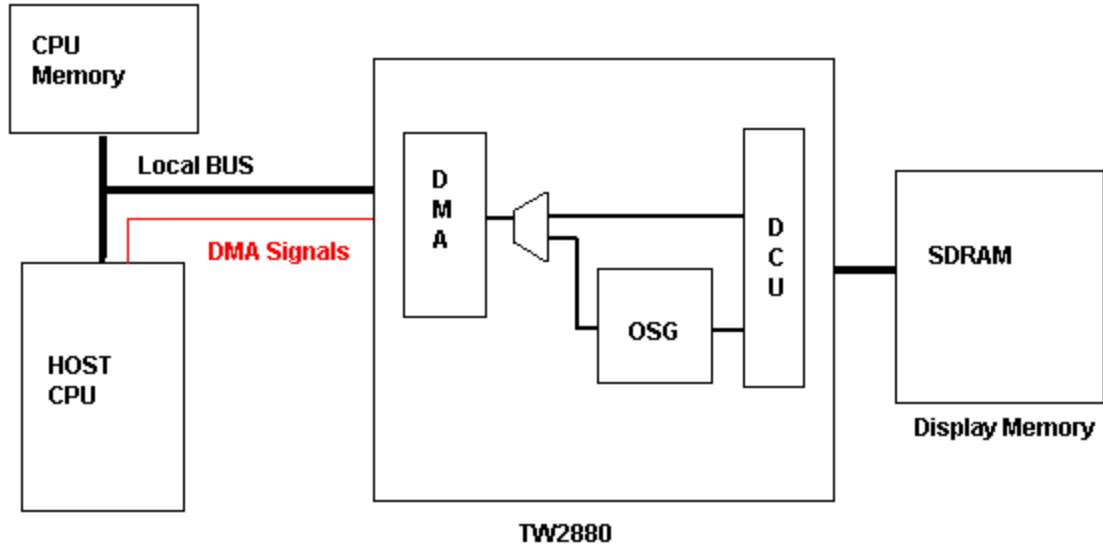 CPU
Memory
Local BUS
DMA Signals
HOST
CPU
D
M
A
OSG
D
C
U
SDRAM
Display Memory
TW2880